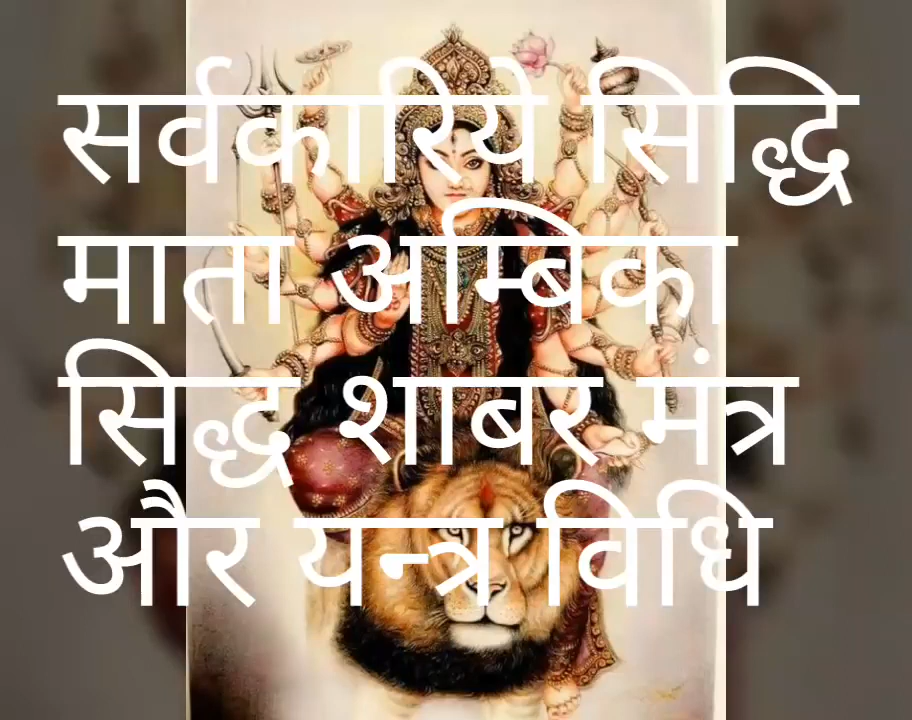 सर्वकारिये सिद्धि
माता अम्बिका
सिद्ध शाबर मंत्र
और यन्त्र विधि